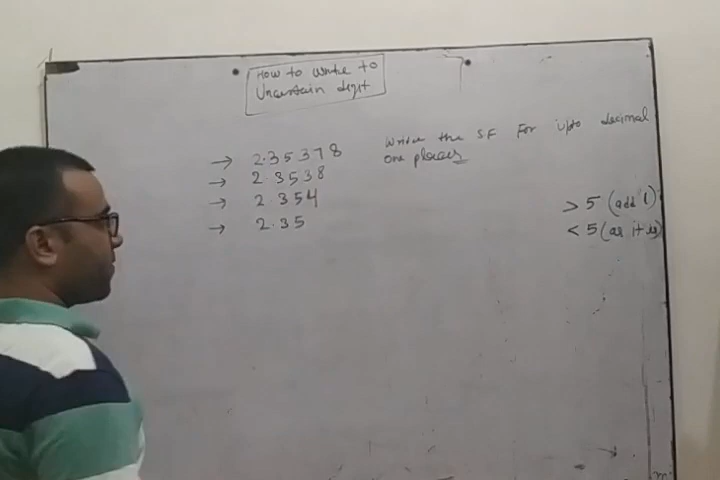 How to write to
Uncertain digit
Write the SF For upto decimal
one places
→ 2.35378
→ 2.3538
→ 2.354
→ 2.35
> 5 (add 1)
< 5 (as it is)